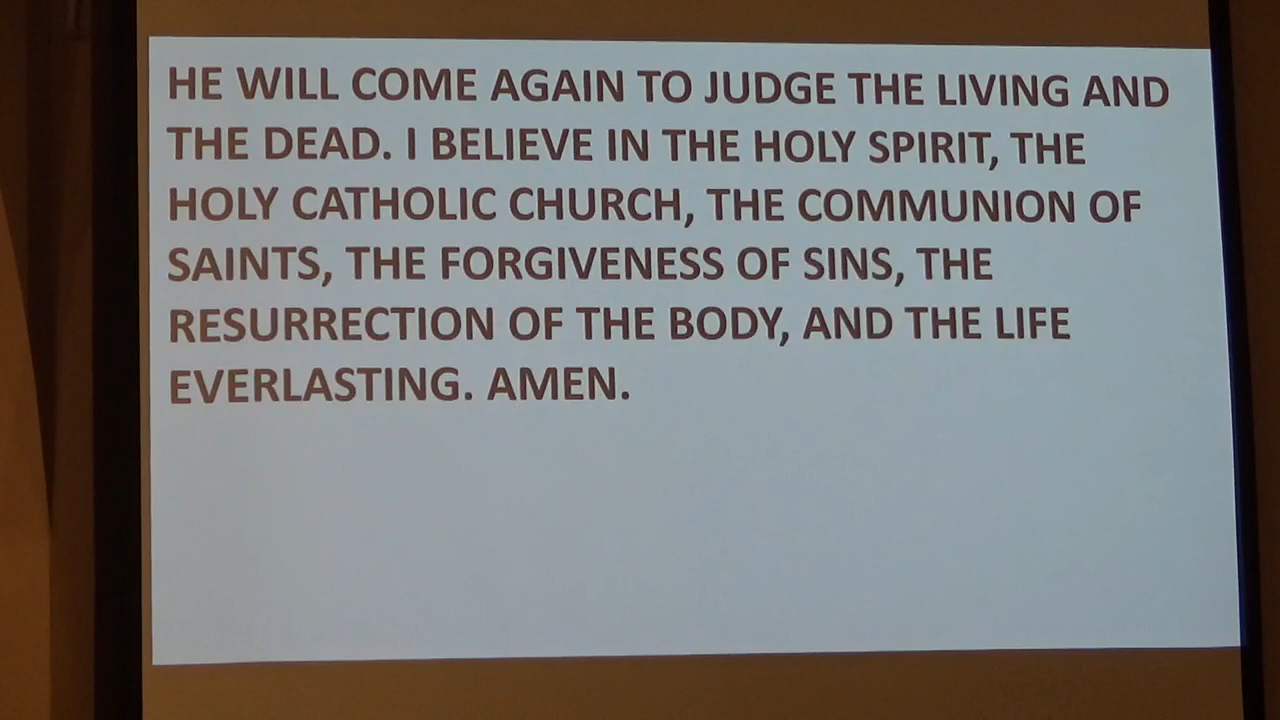 HE WILL COME AGAIN TO JUDGE THE LIVING AND
THE DEAD. I BELIEVE IN THE HOLY SPIRIT, THE
HOLY CATHOLIC CHURCH, THE COMMUNION OF
SAINTS, THE FORGIVENESS OF SINS, THE
RESURRECTION OF THE BODY, AND THE LIFE
EVERLASTING. AMEN.